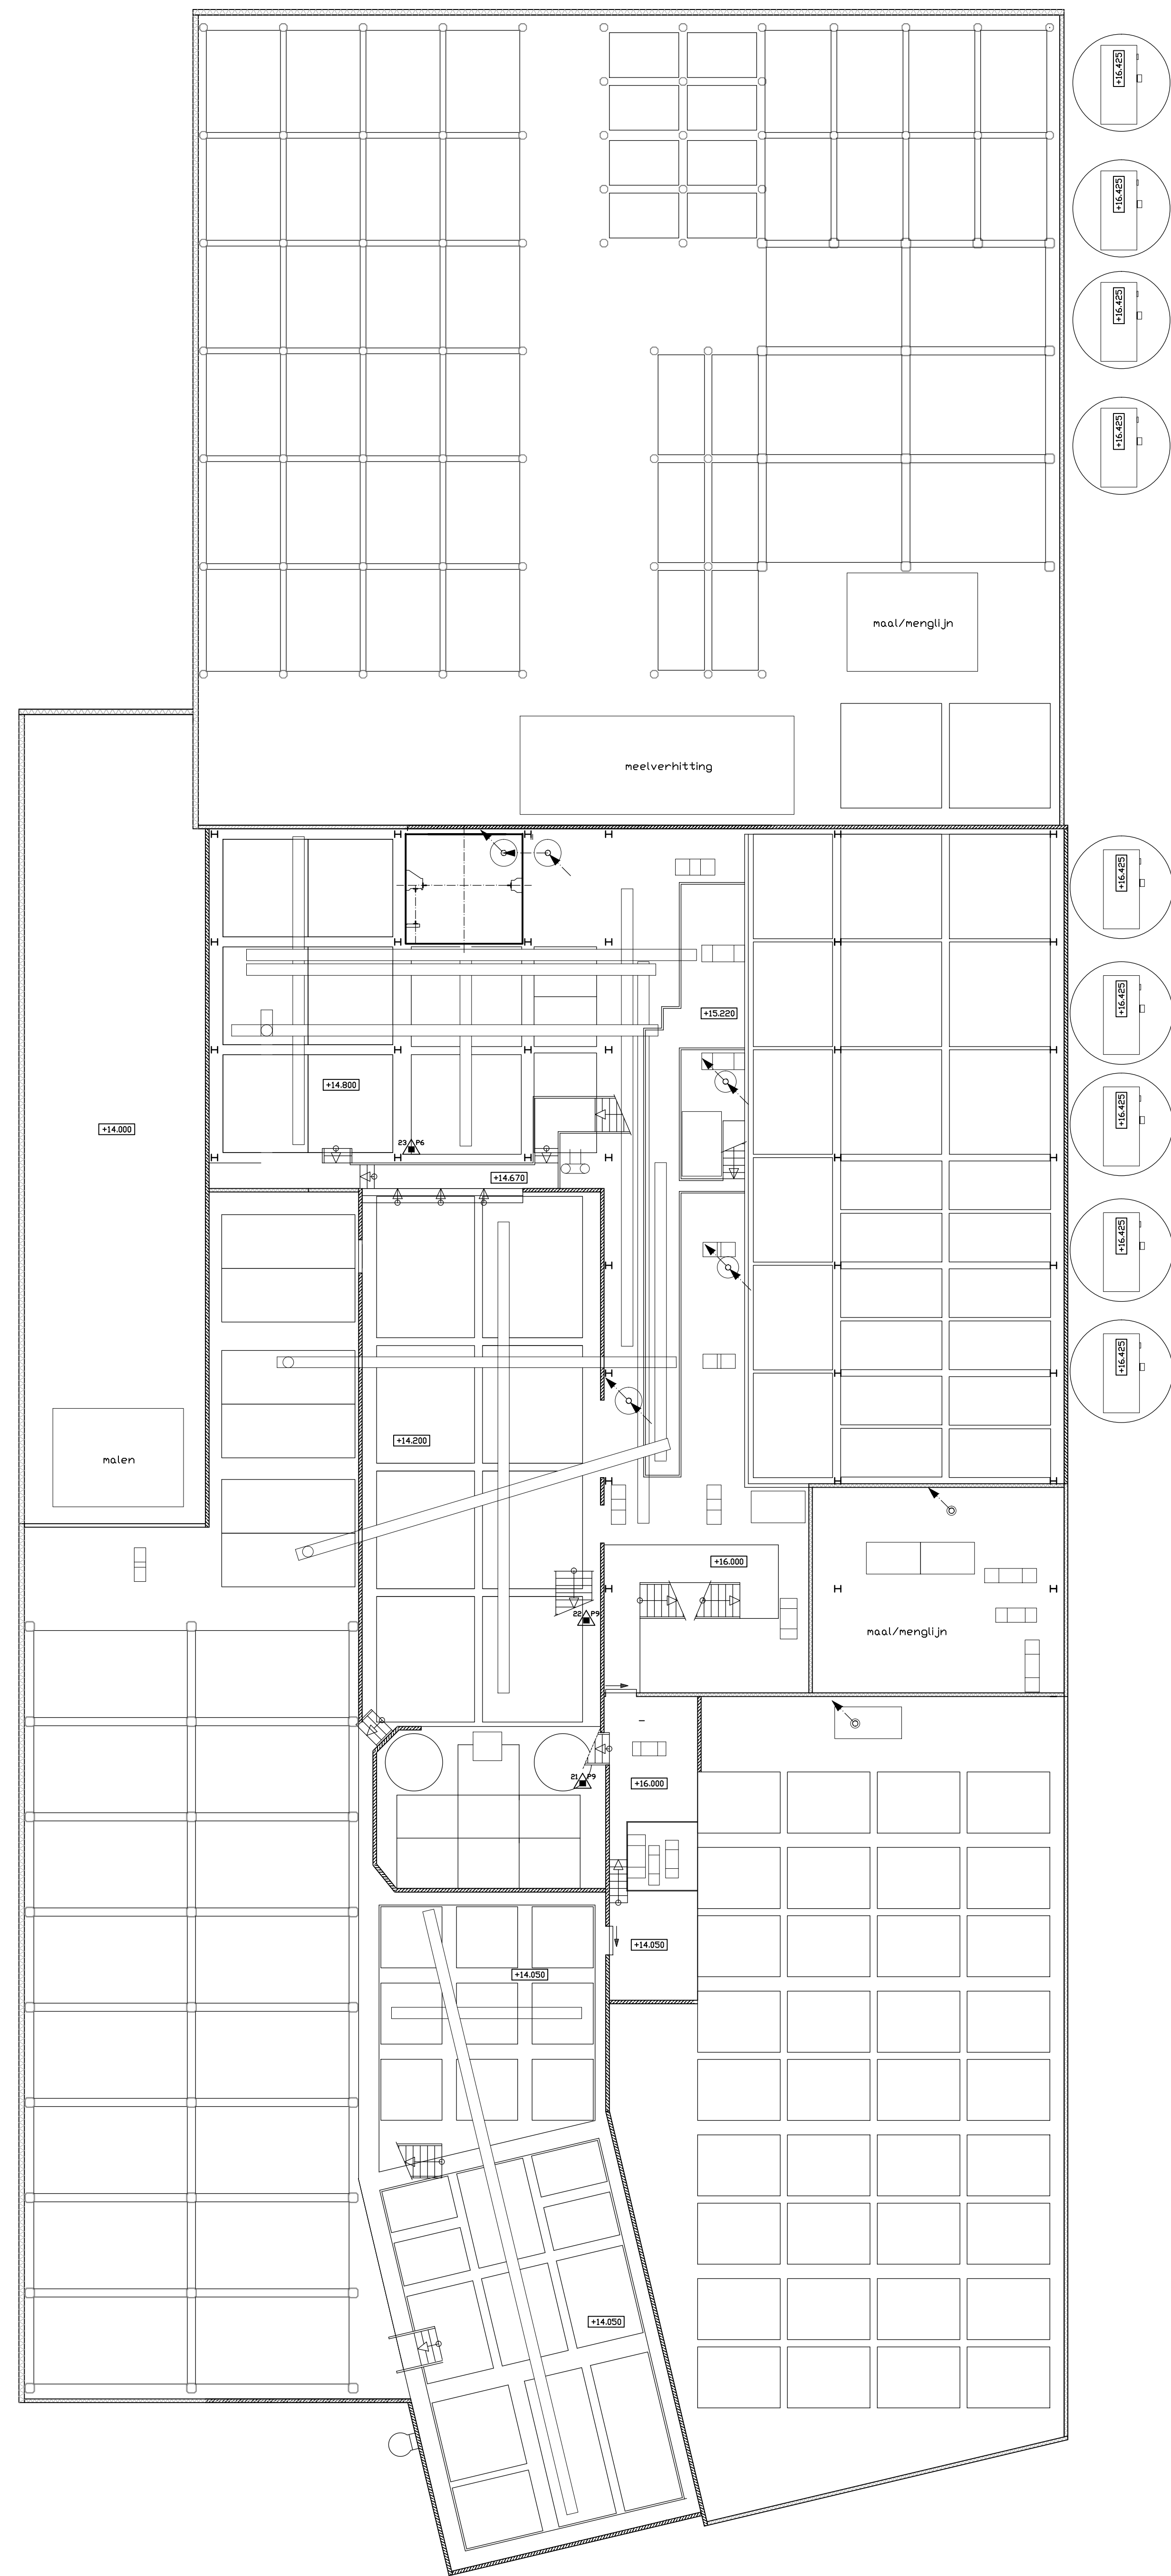 +16.425
+16.425
+16.425
+16.425
maal/menglijn
meelverhitting
+16.425
+16.425
+15.220
+14.800
+16.425
+14.000
23 P6
+14.670
+16.425
+16.425
+14.200
malen
+16.000
22 P9
maal/menglijn
21 P9
+16.000
+14.050
+14.050
+14.050